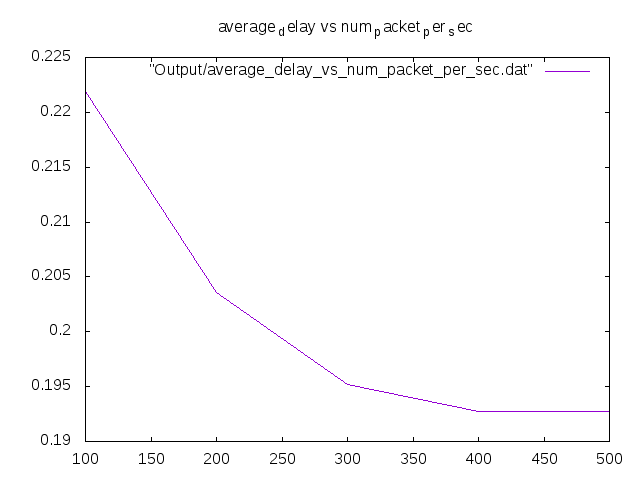 average_delay vs num_packet_per_sec
0.225
"Output/average_delay_vs_num_packet_per_sec.dat"
0.22
0.215
0.21
0.205
0.2
0.195
0.19
100 150 200 250 300 350 400 450 500